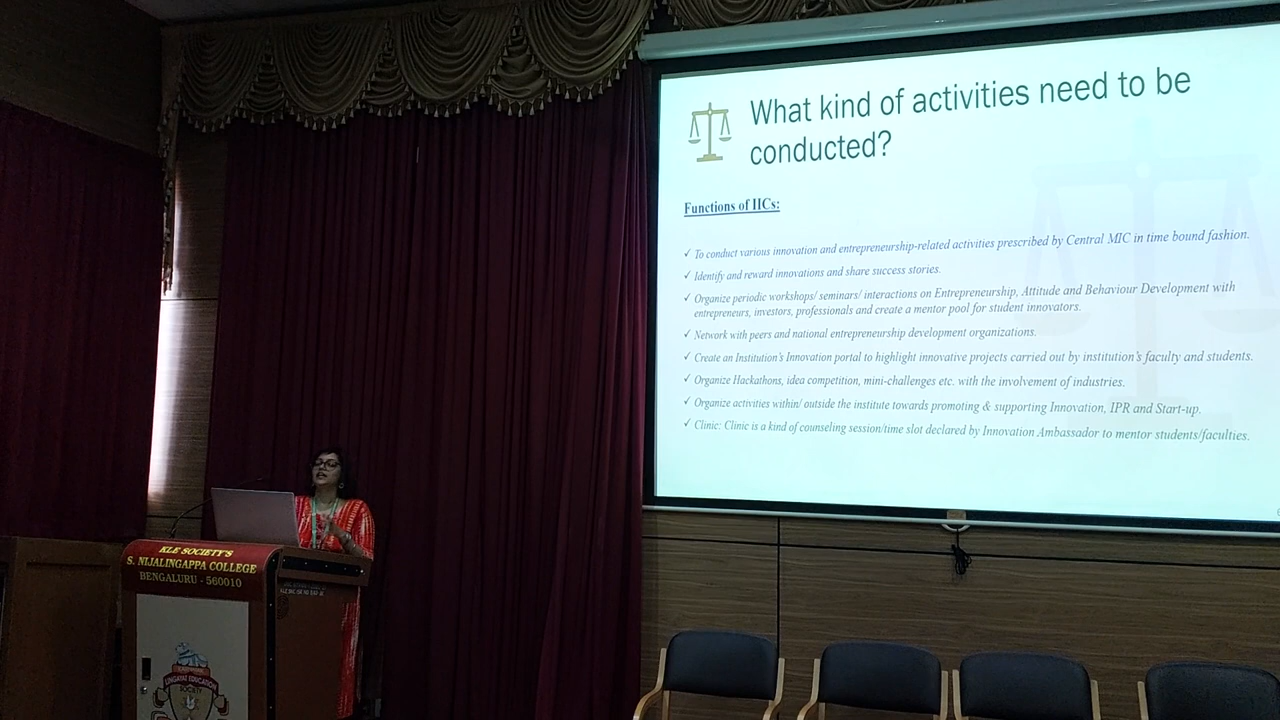 What kind of activities need to be
conducted?
Functions of IICs:
✓ To conduct various innovation and entrepreneurship-related activities prescribed by Central MIC in time bound fashion.
✓ Identify and reward innovations and share success stories.
✓ Organize periodic workshops/ seminars/ interactions on Entrepreneurship, Attitude and Behaviour Development with
entrepreneurs, investors, professionals and create a mentor pool for student innovators.
✓ Network with peers and national entrepreneurship development organizations.
✓ Create an Institution's Innovation portal to highlight innovative projects carried out by institution's faculty and students.
✓ Organize Hackathons, idea competition, mini-challenges etc. with the involvement of industries.
✓ Organize activities within/ outside the institute towards promoting & supporting Innovation, IPR and Start-up.
✓ Clinic: Clinic is a kind of counseling session/time slot declared by Innovation Ambassador to mentor students/faculties.
KLE SOCIETY'S
S. NIJALINGAPPA COLLEGE
BENGALURU - 560010
LINGAYAT EDUCATION
SOCIETY